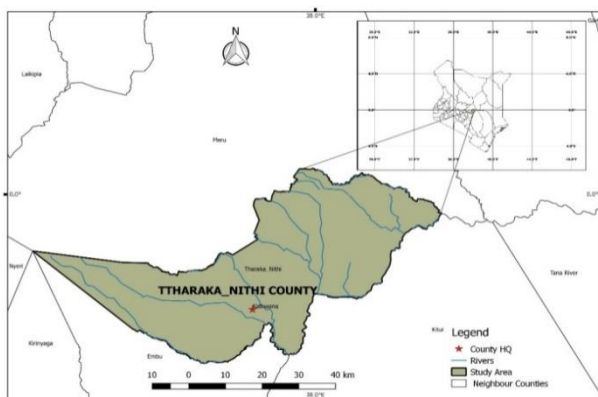 38.0°E
Laikipia
Meru
0.0°
0.0°
Nyeri
Tharaka_Nithi
TTHARAKA_NITHI COUNTY
Tana River
Kitui
Kirinyaga
Embu
Legend
County HQ
Rivers
Study Area
Neighbour Counties
10 0 10 20 30 40 km
38.0°E